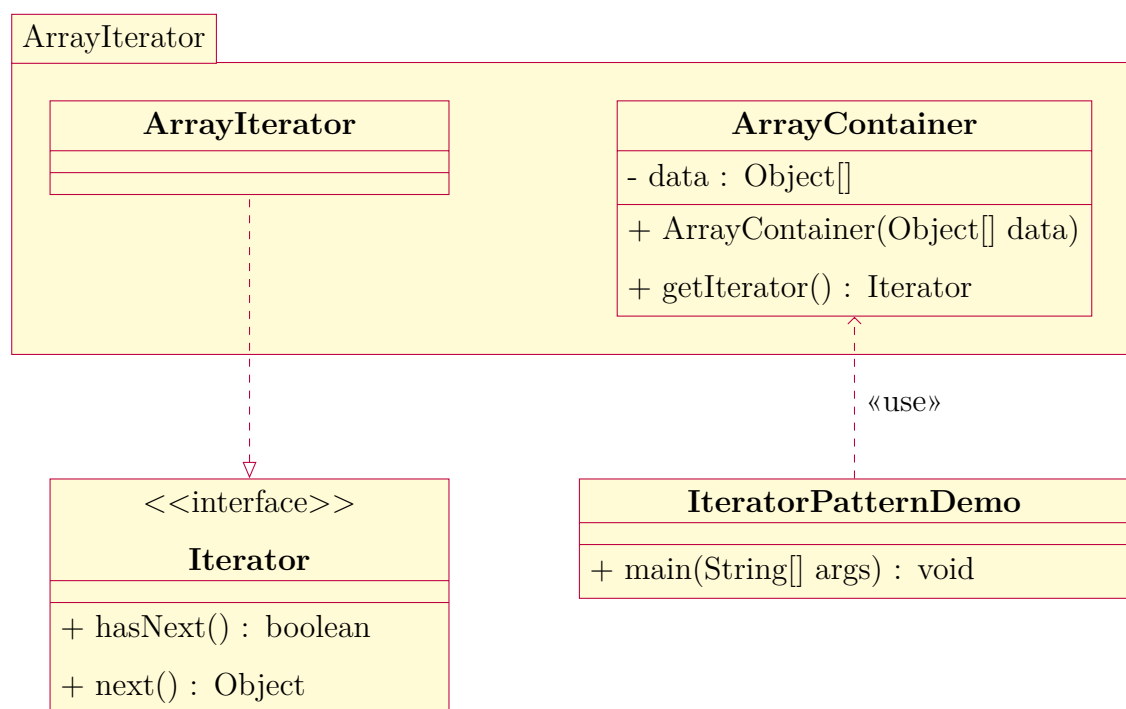 ArrayIterator
ArrayIterator
ArrayContainer
- data : Object[]
+ ArrayContainer(Object[] data)
+ getIterator() : Iterator
«use»
<<interface>>
Iterator
+ hasNext() : boolean
+ next() : Object
IteratorPatternDemo
+ main(String[] args) : void